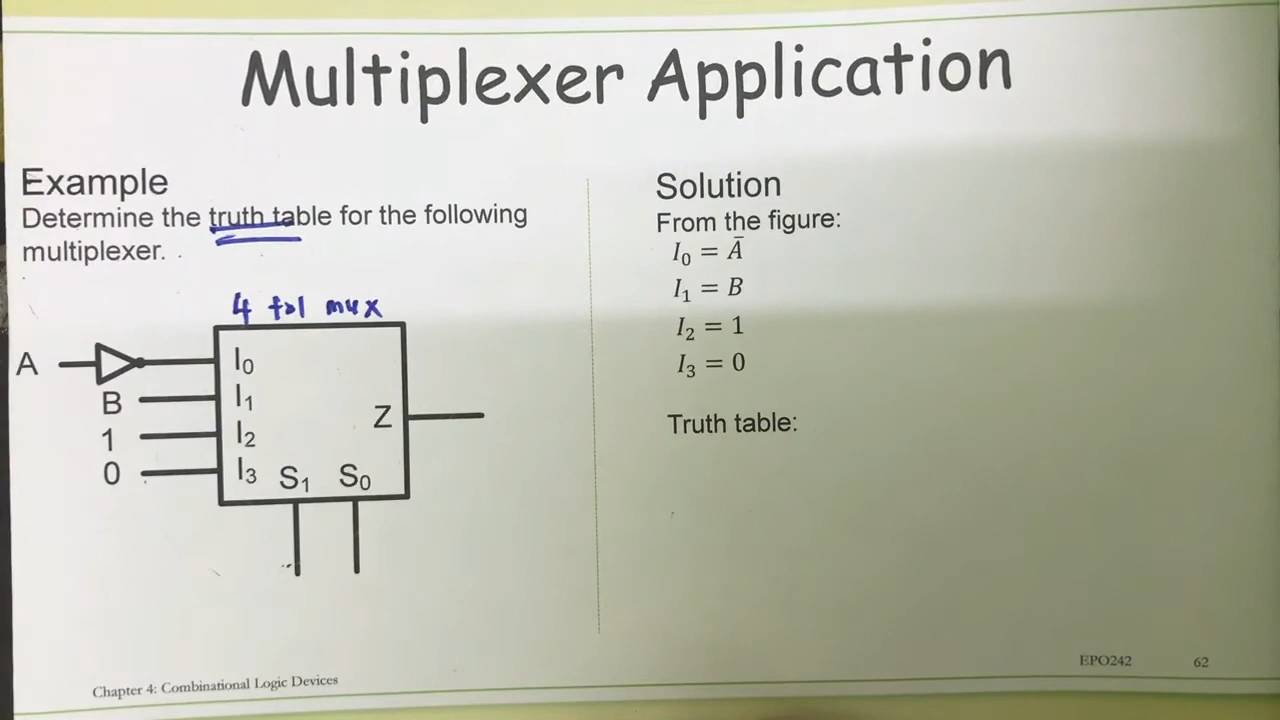 Multiplexer Application
Example
Determine the truth table for the following
multiplexer.
4 to1 mux
A
B
1
0
I₀
I₁
I₂
I₃
S₁
S₀
Z
Solution
From the figure:
I₀ = Ā
I₁ = B
I₂ = 1
I₃ = 0
Truth table:
Chapter 4: Combinational Logic Devices
EPO242
62